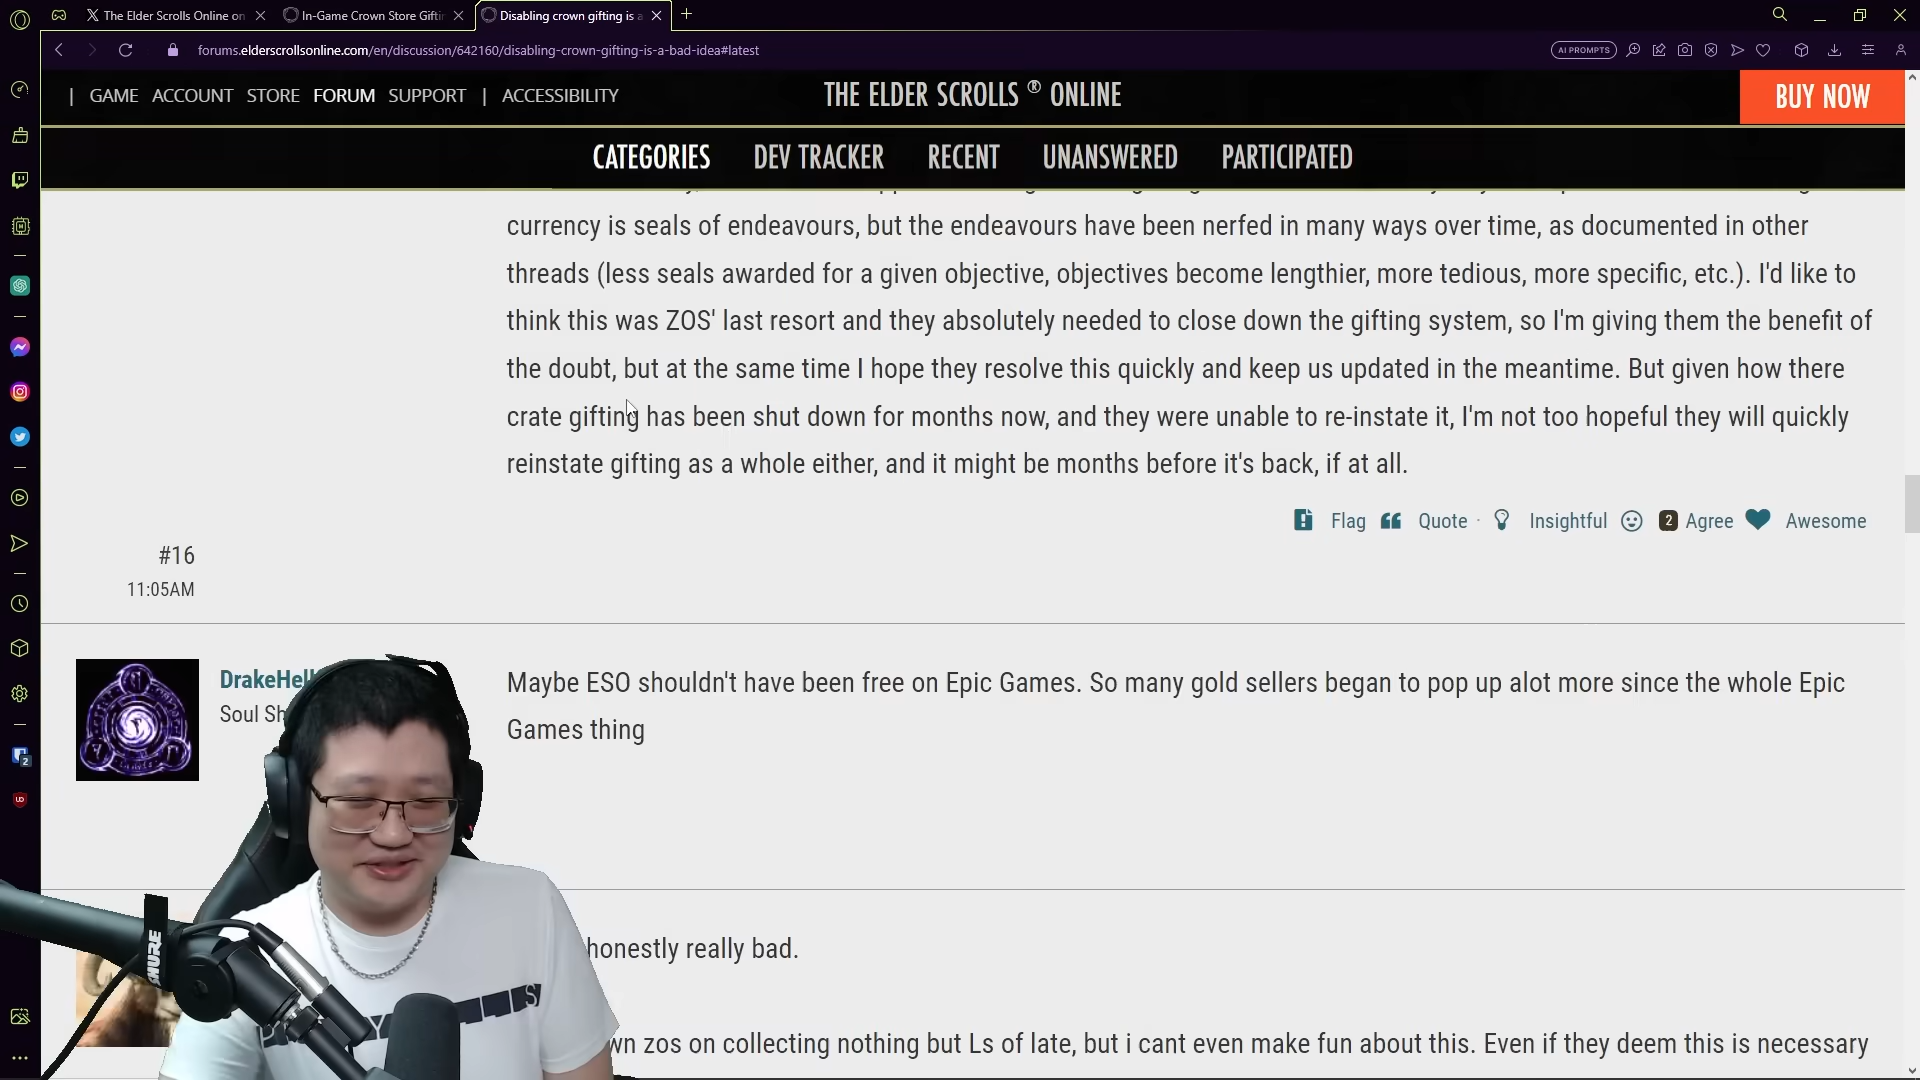 The Elder Scrolls Online on
In-Game Crown Store Giftin
Disabling crown gifting is a
forums.elderscrollsonline.com/en/discussion/642160/disabling-crown-gifting-is-a-bad-idea#latest
AI PROMPTS
| GAME ACCOUNT STORE FORUM SUPPORT | ACCESSIBILITY
THE ELDER SCROLLS ® ONLINE
BUY NOW
CATEGORIES DEV TRACKER RECENT UNANSWERED PARTICIPATED
currency is seals of endeavours, but the endeavours have been nerfed in many ways over time, as documented in other
threads (less seals awarded for a given objective, objectives become lengthier, more tedious, more specific, etc.). I'd like to
think this was ZOS' last resort and they absolutely needed to close down the gifting system, so I'm giving them the benefit of
the doubt, but at the same time I hope they resolve this quickly and keep us updated in the meantime. But given how there
crate gifting has been shut down for months now, and they were unable to re-instate it, I'm not too hopeful they will quickly
reinstate gifting as a whole either, and it might be months before it's back, if at all.
Flag Quote · Insightful 2 Agree Awesome
#16
11:05AM
DrakeHell
Soul Sh
Maybe ESO shouldn't have been free on Epic Games. So many gold sellers began to pop up alot more since the whole Epic
Games thing
honestly really bad.
wn zos on collecting nothing but Ls of late, but i cant even make fun about this. Even if they deem this is necessary
SHURE
2
UD